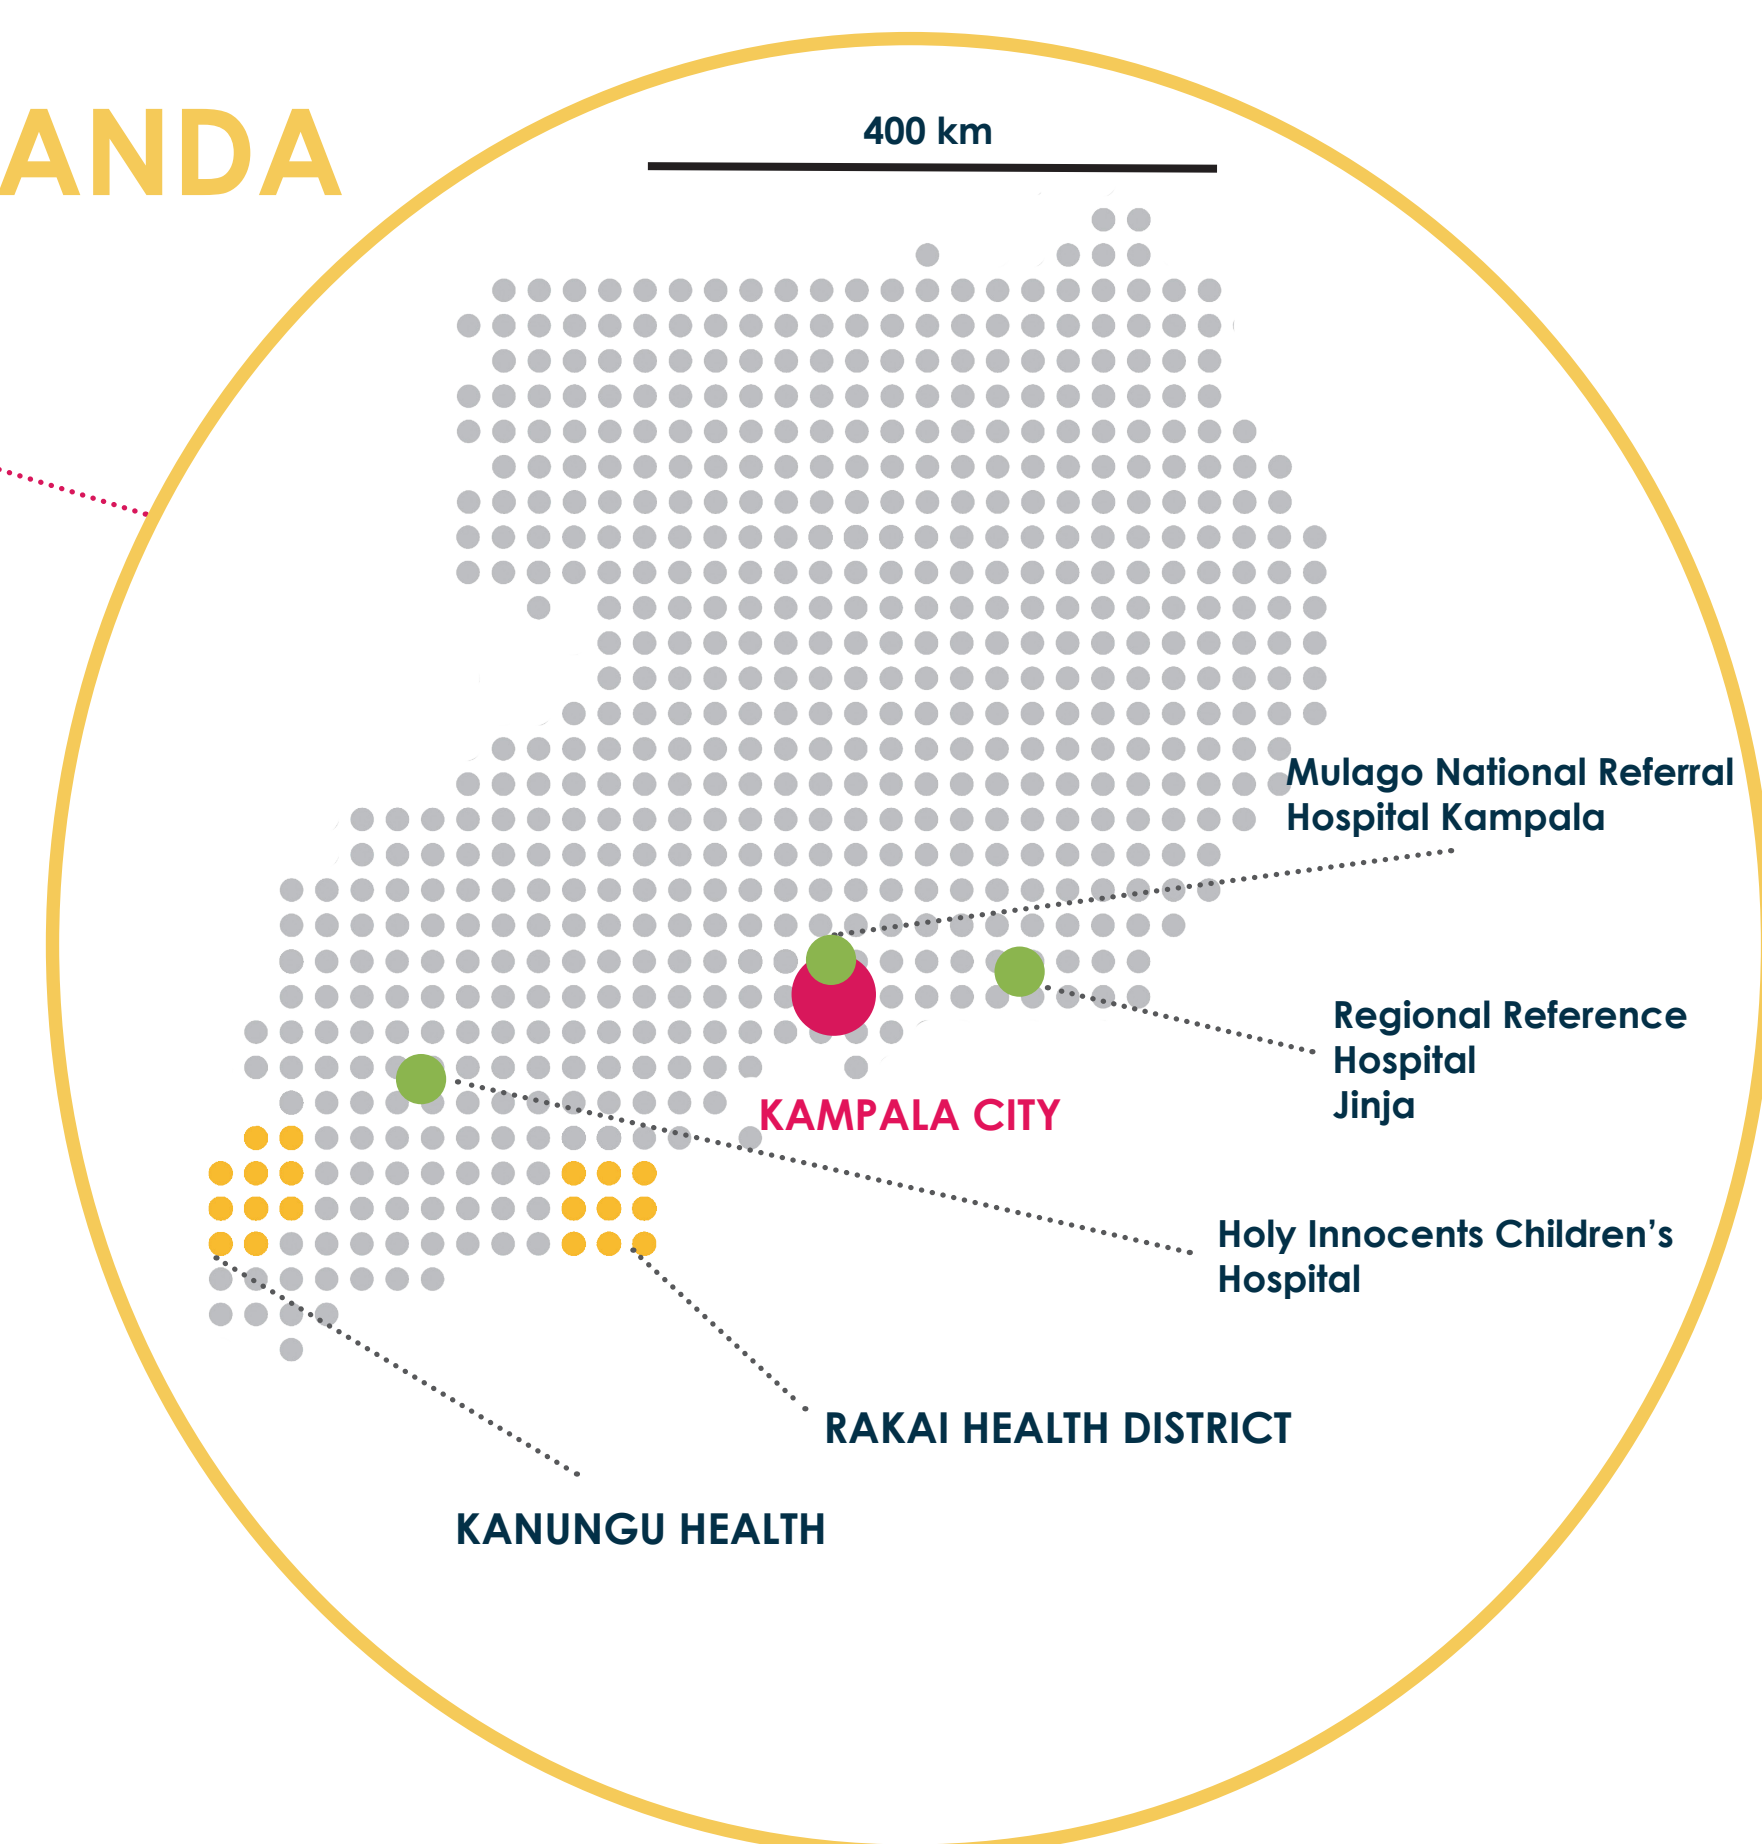 ANDA
400 km
Mulago National Referral
Hospital Kampala
Regional Reference
Hospital
Jinja
KAMPALA CITY
Holy Innocents Children's
Hospital
RAKAI HEALTH DISTRICT
KANUNGU HEALTH